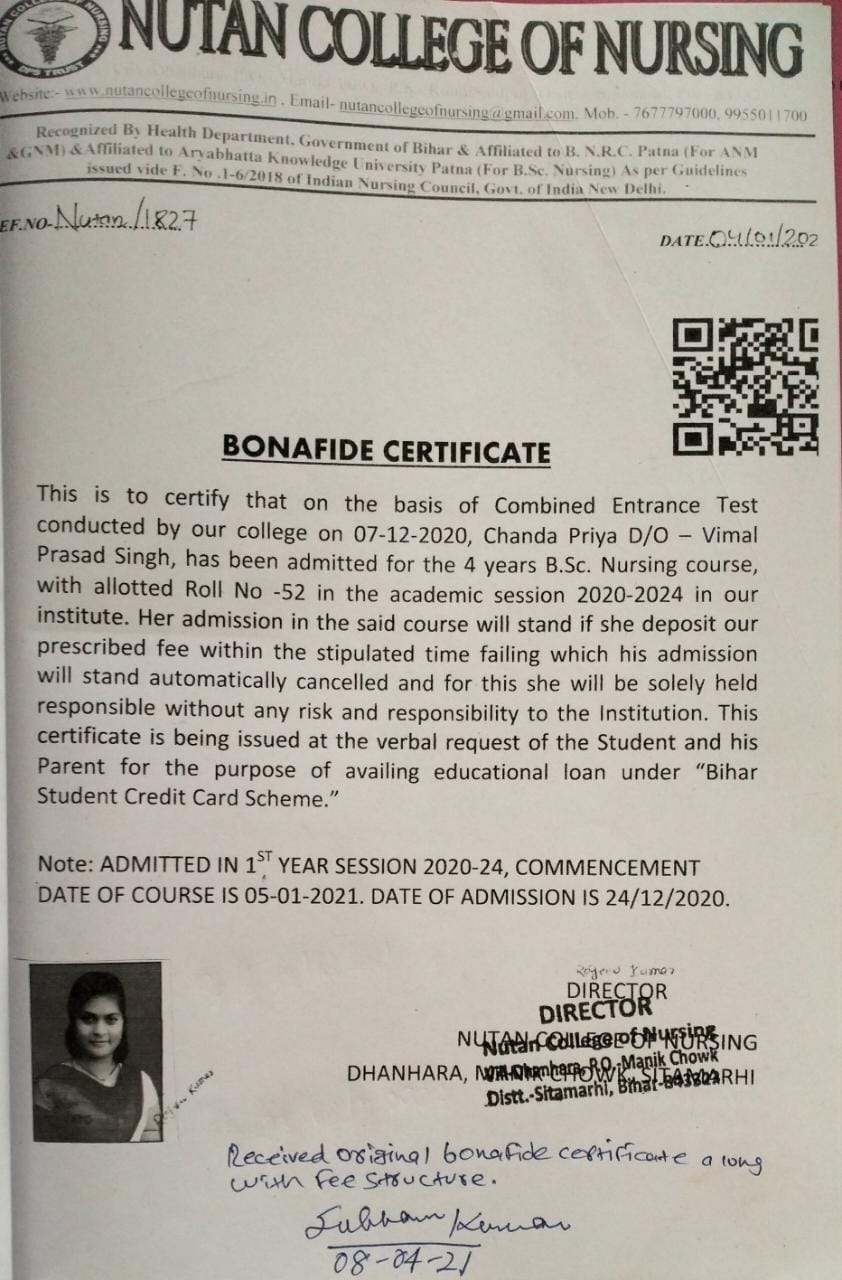 NUTAN COLLEGE OF NURSING
Website:- www.nutancollegeofnursing.in , Email- nutancollegeofnursing@gmail.com, Mob. - 7677797000, 9955011700
Recognized By Health Department, Government of Bihar & Affiliated to B. N.R.C. Patna (For ANM
&GNM) & Affiliated to Aryabhatta Knowledge University Patna (For B.Sc. Nursing) As per Guidelines
issued vide F. No .1-6/2018 of Indian Nursing Council, Govt. of India New Delhi.
EF.NO-Nutan/1827
DATE.04/01/202
BONAFIDE CERTIFICATE
This is to certify that on the basis of Combined Entrance Test
conducted by our college on 07-12-2020, Chanda Priya D/O – Vimal
Prasad Singh, has been admitted for the 4 years B.Sc. Nursing course,
with allotted Roll No -52 in the academic session 2020-2024 in our
institute. Her admission in the said course will stand if she deposit our
prescribed fee within the stipulated time failing which his admission
will stand automatically cancelled and for this she will be solely held
responsible without any risk and responsibility to the Institution. This
certificate is being issued at the verbal request of the Student and his
Parent for the purpose of availing educational loan under “Bihar
Student Credit Card Scheme.”
Note: ADMITTED IN 1ST YEAR SESSION 2020-24, COMMENCEMENT
DATE OF COURSE IS 05-01-2021. DATE OF ADMISSION IS 24/12/2020.
Kumar
DIRECTOR
DIRECTOR
NUTAN COLLEGE OF NURSING
Nutan College of Nursing
DHANHARA, MANIK CHOWK, SITAMARHI
Dhanhara, P.O.-Manik Chowk
Distt.-Sitamarhi, Bihar-
Kumar
Received original bonafide certificate along
with fee structure.
Subham Kumar
08-04-21